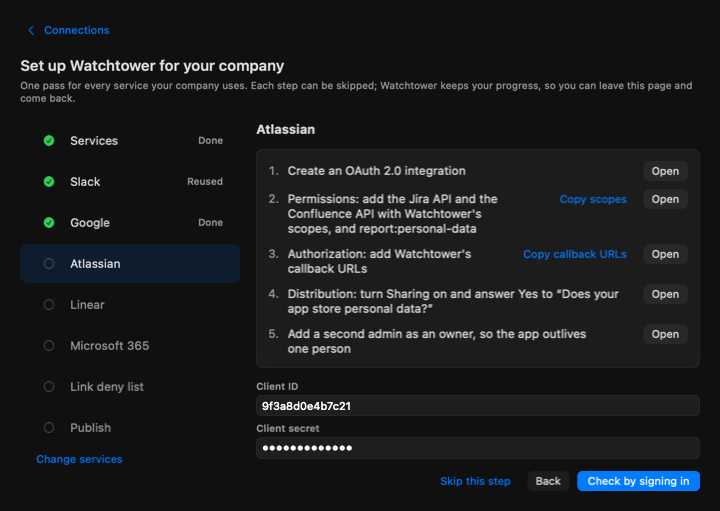 Connections
Set up Watchtower for your company
One pass for every service your company uses. Each step can be skipped; Watchtower keeps your progress, so you can leave this page and
come back.
Services Done
Slack Reused
Google Done
Atlassian
Linear
Microsoft 365
Link deny list
Publish
Change services
Atlassian
1. Create an OAuth 2.0 integration Open
2. Permissions: add the Jira API and the Copy scopes Open
Confluence API with Watchtower's
scopes, and report:personal-data
3. Authorization: add Watchtower's Copy callback URLs Open
callback URLs
4. Distribution: turn Sharing on and answer Yes to “Does your Open
app store personal data?”
5. Add a second admin as an owner, so the app outlives Open
one person
Client ID
9f3a8d0e4b7c21
Client secret
•••••••••••••
Skip this step Back Check by signing in